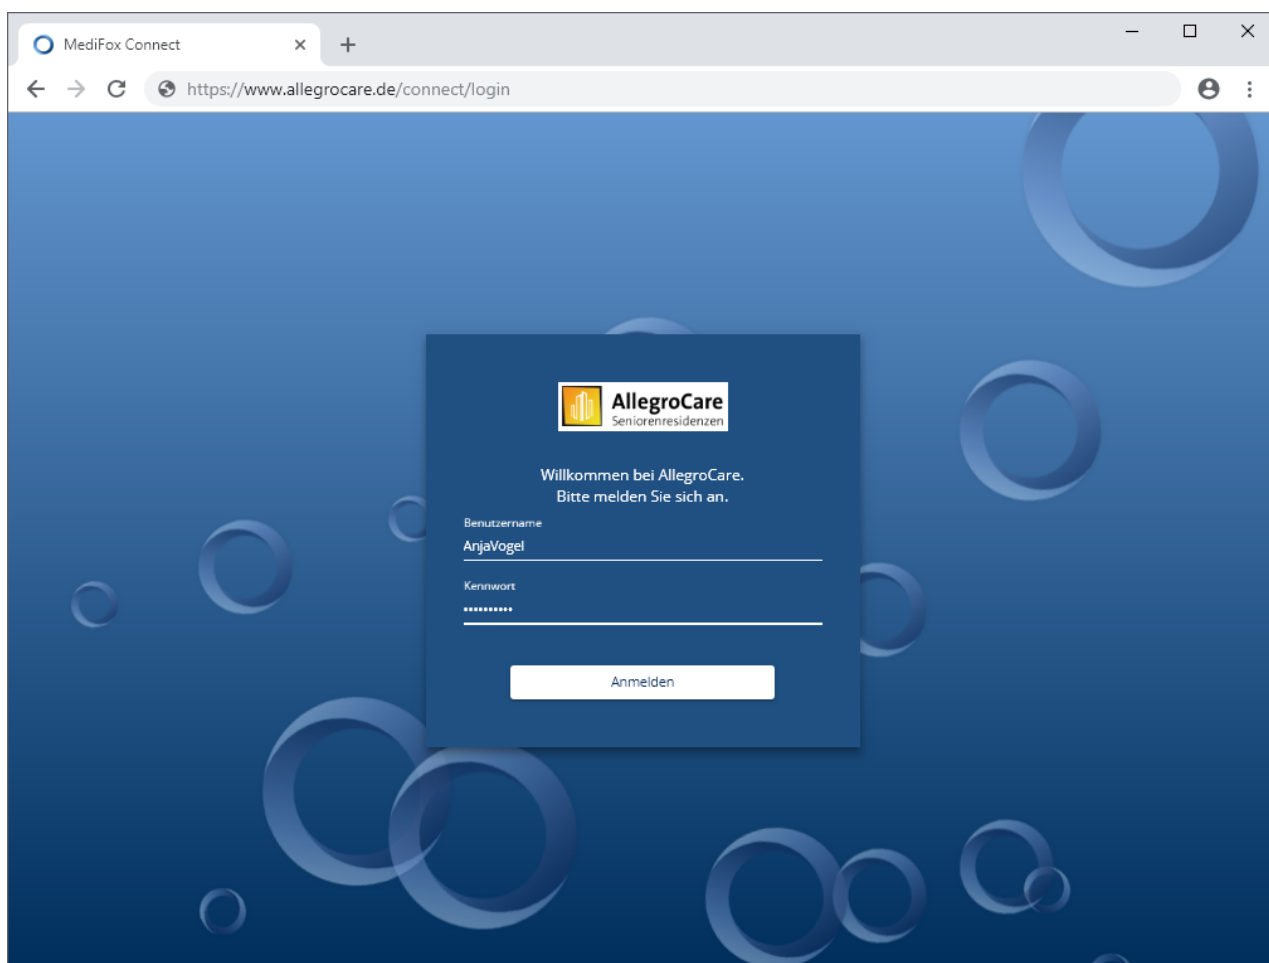 MediFox Connect
https://www.allegrocare.de/connect/login
AllegroCare
Seniorenresidenzen
Willkommen bei AllegroCare.
Bitte melden Sie sich an.
Benutzername
AnjaVogel
Kennwort
••••••••••
Anmelden